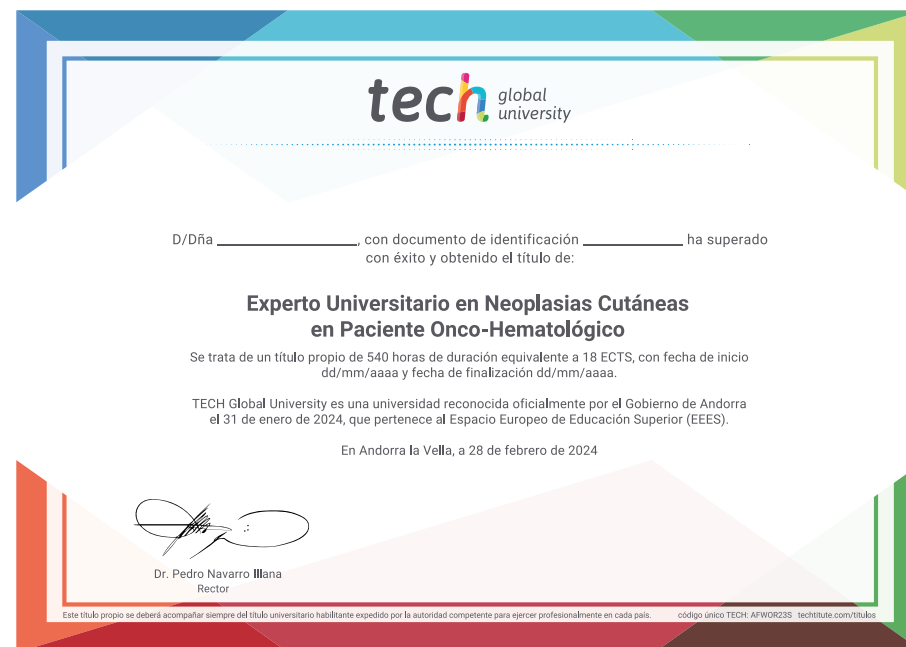 tech global university
D/Dña ____________________, con documento de identificación ______________ ha superado
con éxito y obtenido el título de:
Experto Universitario en Neoplasias Cutáneas
en Paciente Onco-Hematológico
Se trata de un título propio de 540 horas de duración equivalente a 18 ECTS, con fecha de inicio
dd/mm/aaaa y fecha de finalización dd/mm/aaaa.
TECH Global University es una universidad reconocida oficialmente por el Gobierno de Andorra
el 31 de enero de 2024, que pertenece al Espacio Europeo de Educación Superior (EEES).
En Andorra la Vella, a 28 de febrero de 2024
Dr. Pedro Navarro Illana
Rector
Este título propio se deberá acompañar siempre del título universitario habilitante expedido por la autoridad competente para ejercer profesionalmente en cada país. código único TECH: AFWOR23S techtitute.com/titulos